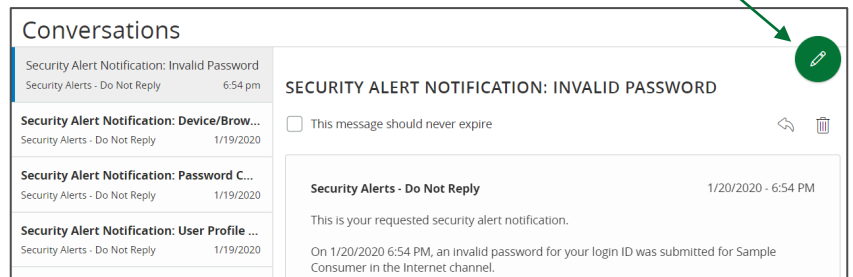 Conversations
Security Alert Notification: Invalid Password
Security Alerts - Do Not Reply 6:54 pm
Security Alert Notification: Device/Brow...
Security Alerts - Do Not Reply 1/19/2020
Security Alert Notification: Password C...
Security Alerts - Do Not Reply 1/19/2020
Security Alert Notification: User Profile ...
Security Alerts - Do Not Reply 1/19/2020
SECURITY ALERT NOTIFICATION: INVALID PASSWORD
This message should never expire
Security Alerts - Do Not Reply 1/20/2020 - 6:54 PM
This is your requested security alert notification.
On 1/20/2020 6:54 PM, an invalid password for your login ID was submitted for Sample
Consumer in the Internet channel.